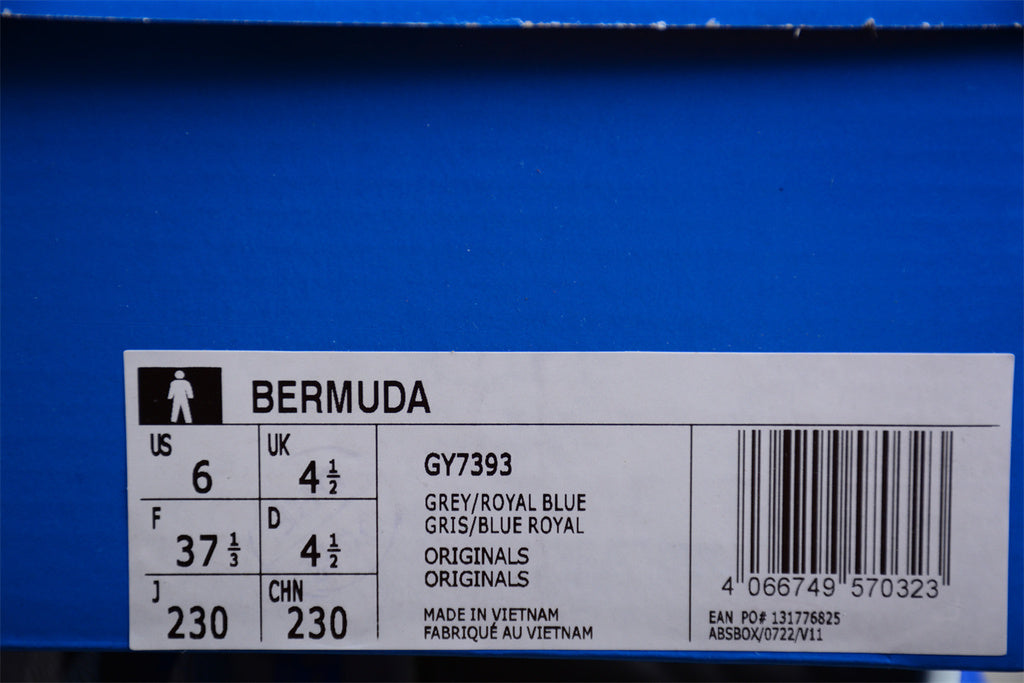 BERMUDA
US 6
UK 4 1/2
F 37 1/3
D 4 1/2
J 230
CHN 230
GY7393
GREY/ROYAL BLUE
GRIS/BLUE ROYAL
ORIGINALS
ORIGINALS
MADE IN VIETNAM
FABRIQUÉ AU VIETNAM
4 066749 570323
EAN PO# 131776825
ABSBOX/0722/V11